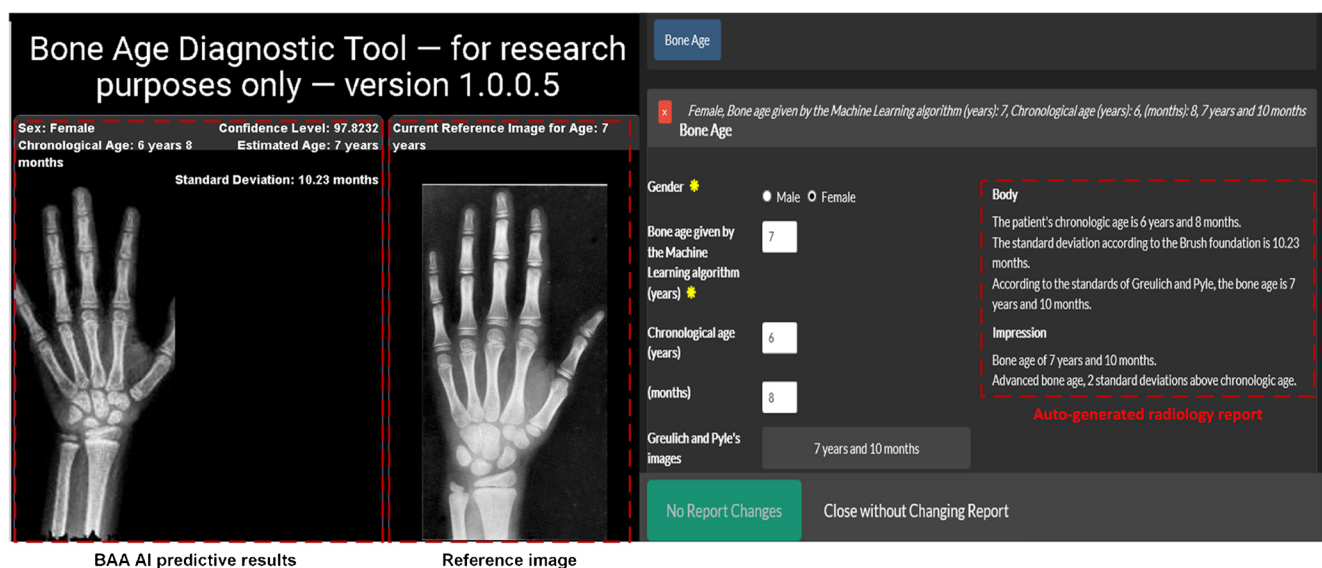 Bone Age Diagnostic Tool — for research
purposes only — version 1.0.0.5
Sex: Female
Confidence Level: 97.8232
Chronological Age: 6 years 8
months
Estimated Age: 7 years
Standard Deviation: 10.23 months
Current Reference Image for Age: 7
years
BAA AI predictive results
Reference image
Bone Age
x
Female, Bone age given by the Machine Learning algorithm (years): 7, Chronological age (years): 6, (months): 8, 7 years and 10 months
Bone Age
Gender
Male
Female
Bone age given by
the Machine
Learning algorithm
(years)
7
Chronological age
(years)
6
(months)
8
Greulich and Pyle's
images
7 years and 10 months
Body
The patient's chronologic age is 6 years and 8 months.
The standard deviation according to the Brush foundation is 10.23
months.
According to the standards of Greulich and Pyle, the bone age is 7
years and 10 months.
Impression
Bone age of 7 years and 10 months.
Advanced bone age, 2 standard deviations above chronologic age.
Auto-generated radiology report
No Report Changes
Close without Changing Report